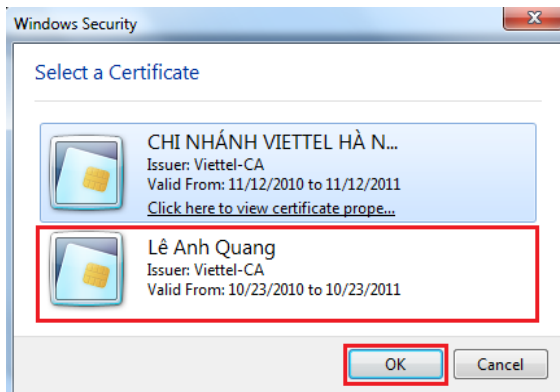 Windows Security
Select a Certificate
CHI NHÁNH VIETTEL HÀ N...
Issuer: Viettel-CA
Valid From: 11/12/2010 to 11/12/2011
Click here to view certificate prope...
Lê Anh Quang
Issuer: Viettel-CA
Valid From: 10/23/2010 to 10/23/2011
OK
Cancel